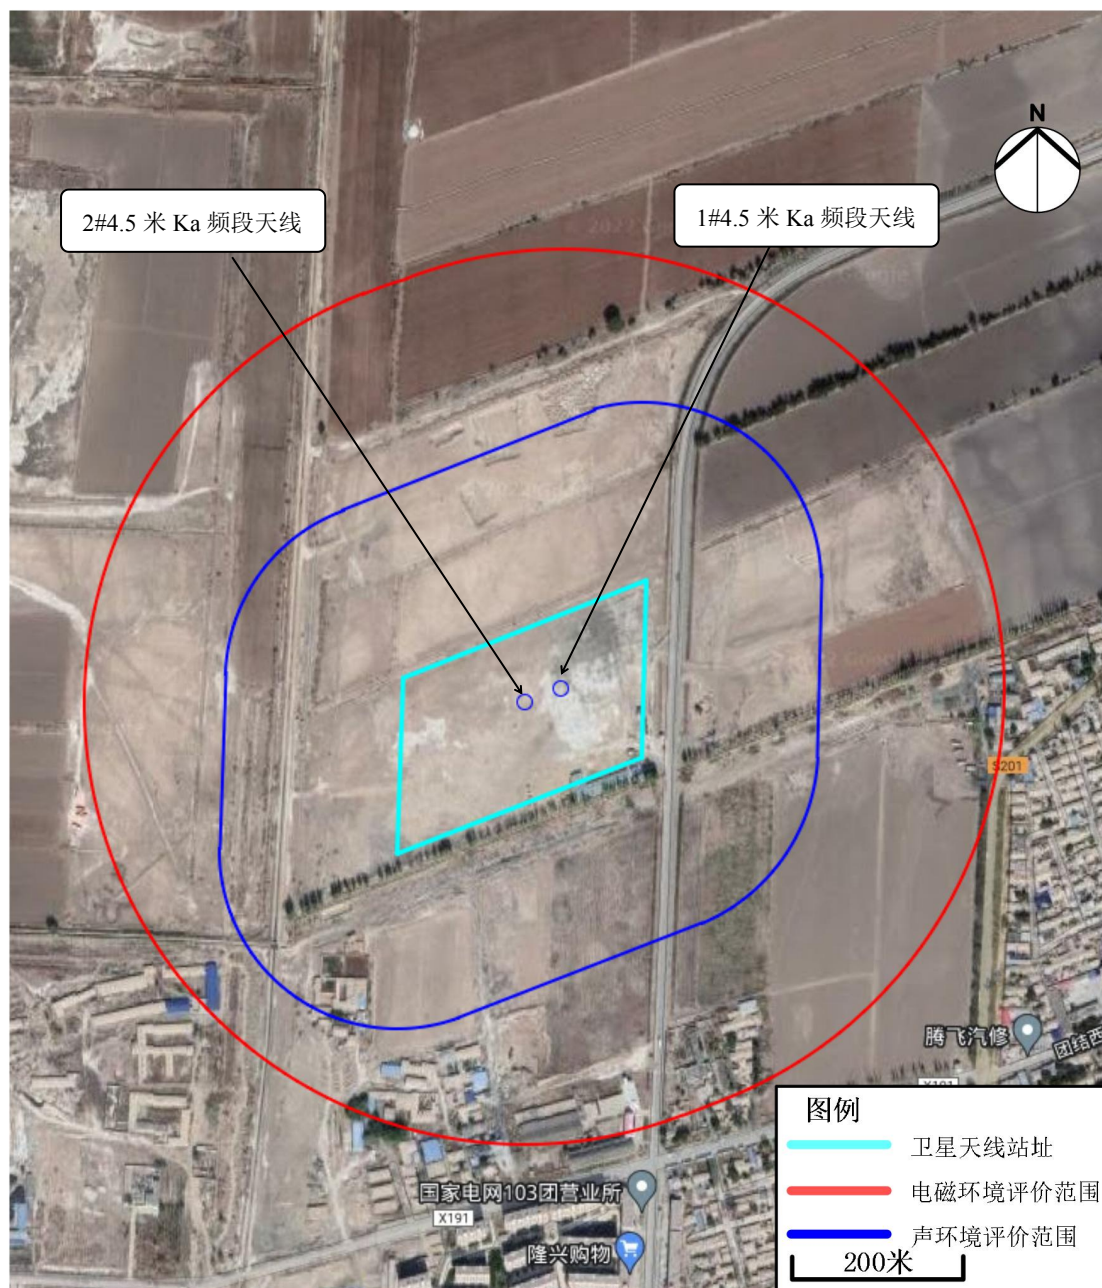 N
2#4.5 米 Ka 频段天线
1#4.5 米 Ka 频段天线
S201
腾飞汽修
团结西
X191
图例
卫星天线站址
电磁环境评价范围
声环境评价范围
200米
国家电网103团营业所
X191
隆兴购物